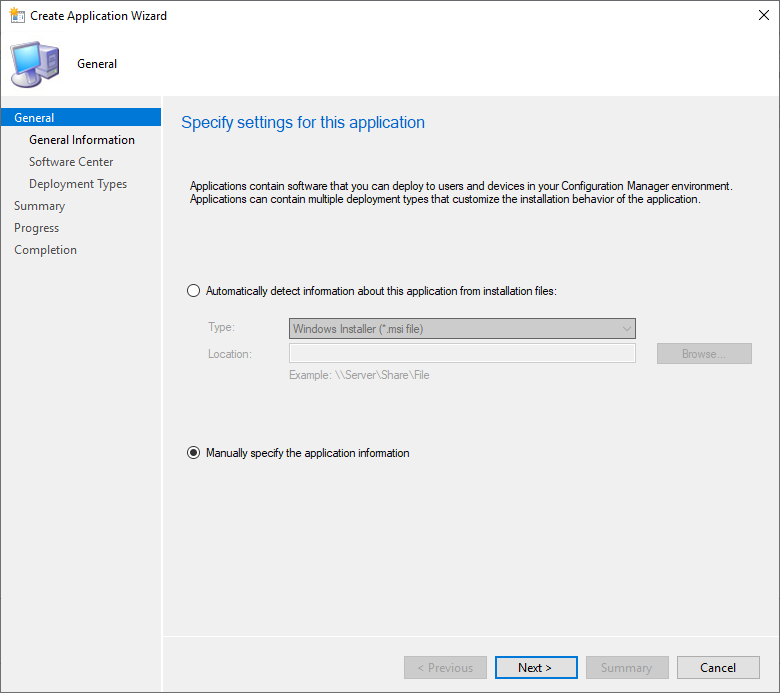 Create Application Wizard
General
General
General Information
Software Center
Deployment Types
Summary
Progress
Completion
Specify settings for this application
Applications contain software that you can deploy to users and devices in your Configuration Manager environment.
Applications can contain multiple deployment types that customize the installation behavior of the application.
Automatically detect information about this application from installation files:
Type:
Windows Installer (*.msi file)
Location:
Browse...
Example: \\Server\Share\File
Manually specify the application information
< Previous
Next >
Summary
Cancel